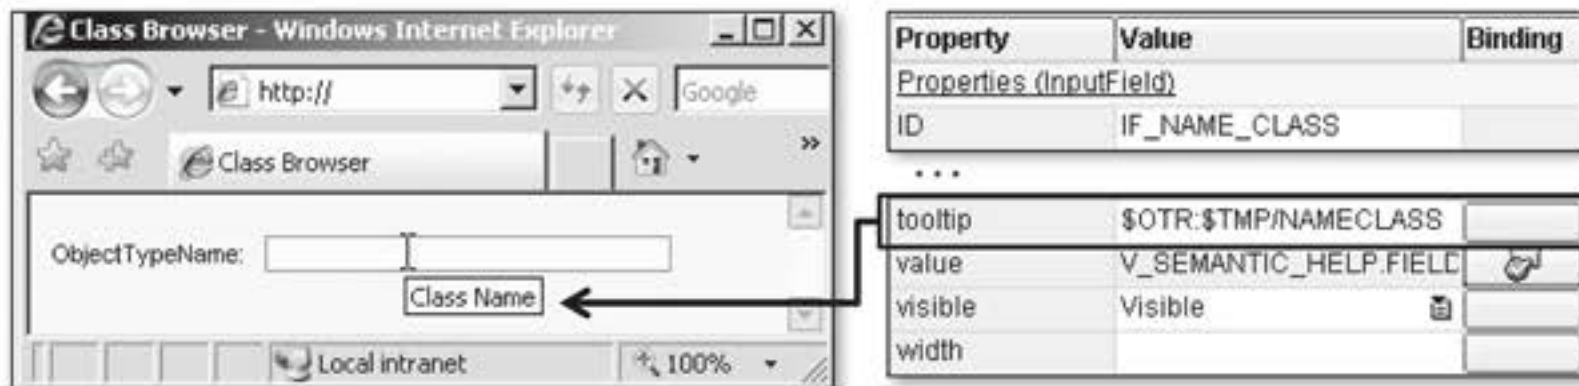 Class Browser - Windows Internet Explorer
http://
Google
Class Browser
»
ObjectTypeName:
Class Name
Local intranet
100%
Property Value Binding
Properties (InputField)
ID IF_NAME_CLASS
...
tooltip $OTR:$TMP/NAMECLASS
value V_SEMANTIC_HELP.FIELD
visible Visible
width